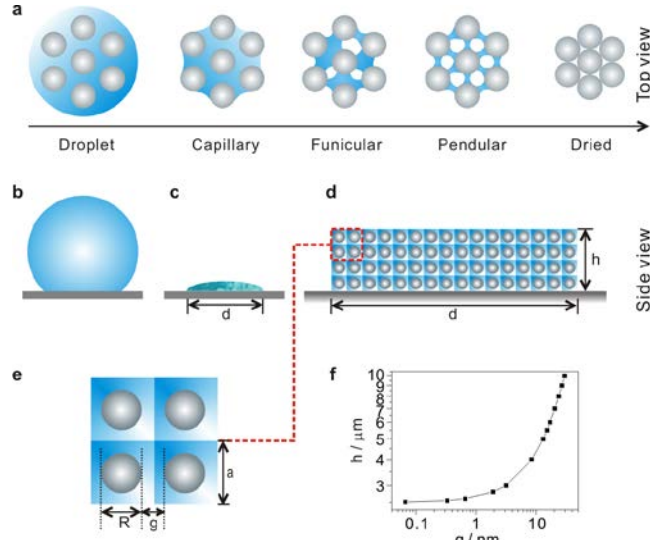 a
Top view
Droplet Capillary Funicular Pendular Dried
b c d
h
Side view
d d
e f
a
R g
10
9
8
7
6
5
4
3
h / μm
0.1 1 10
g / nm